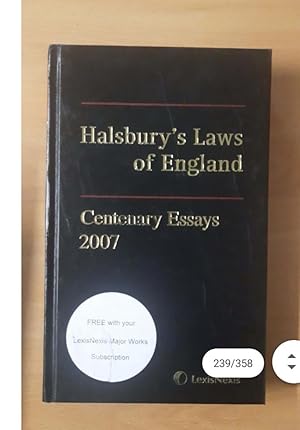 Halsbury's Laws
of England
Centenary Essays
2007
FREE with your
LexisNexis Major Works
Subscription
239/358
LexisNexis